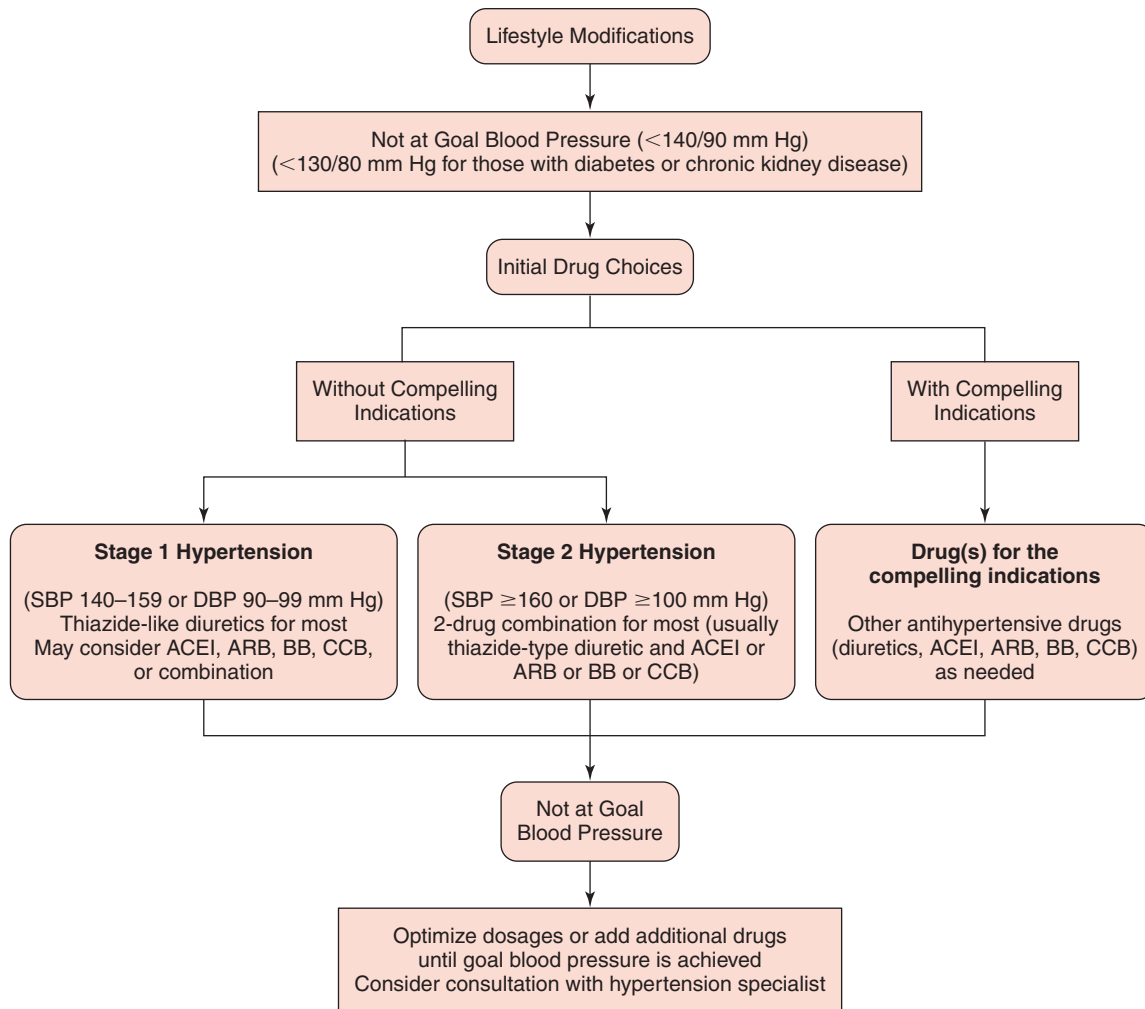 Lifestyle Modifications
Not at Goal Blood Pressure (<140/90 mm Hg)
(<130/80 mm Hg for those with diabetes or chronic kidney disease)
Initial Drug Choices
Without Compelling
Indications
With Compelling
Indications
Stage 1 Hypertension
(SBP 140–159 or DBP 90–99 mm Hg)
Thiazide-like diuretics for most
May consider ACEI, ARB, BB, CCB,
or combination
Stage 2 Hypertension
(SBP ≥160 or DBP ≥100 mm Hg)
2-drug combination for most (usually
thiazide-type diuretic and ACEI or
ARB or BB or CCB)
Drug(s) for the
compelling indications
Other antihypertensive drugs
(diuretics, ACEI, ARB, BB, CCB)
as needed
Not at Goal
Blood Pressure
Optimize dosages or add additional drugs
until goal blood pressure is achieved
Consider consultation with hypertension specialist